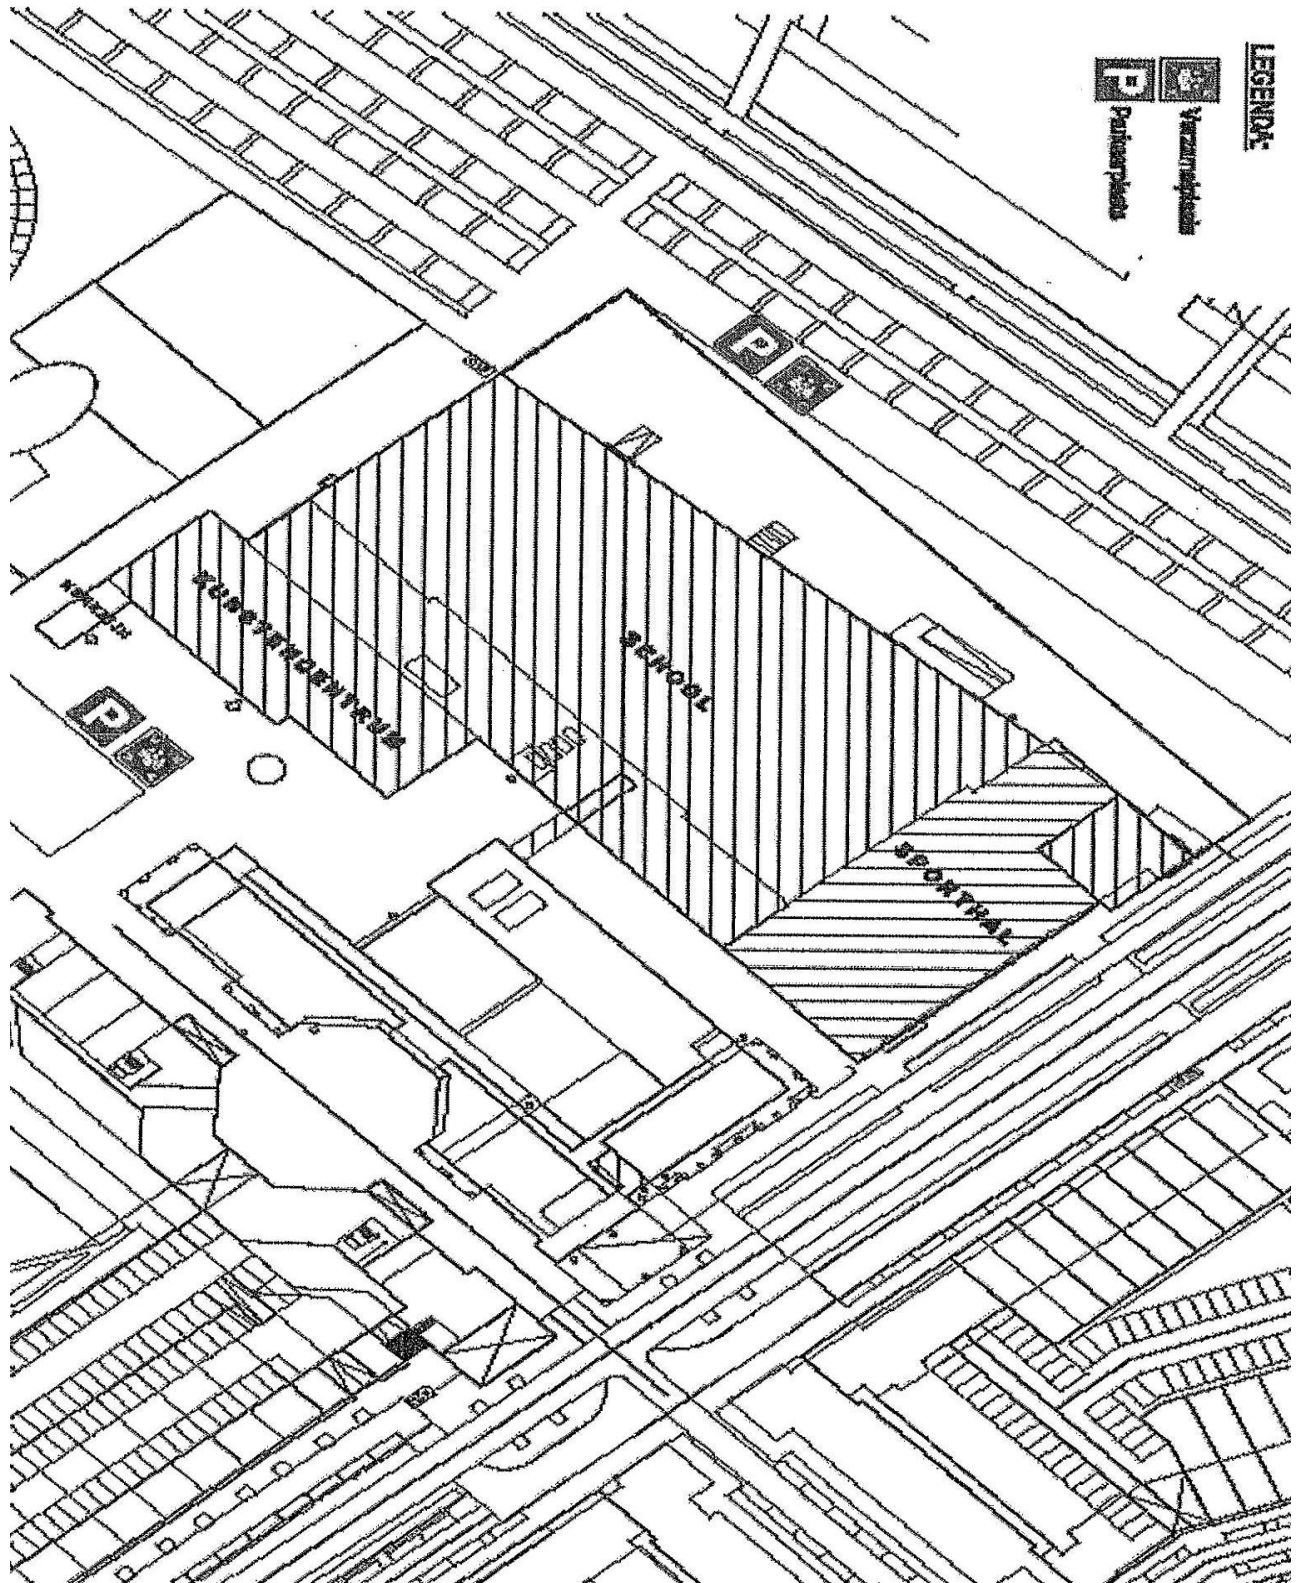 LEGENDA:
Verzamelplaats
P Parkeerplaats
P
SCHOOL
KUNSTENCENTRUM
SPORTHAL
P